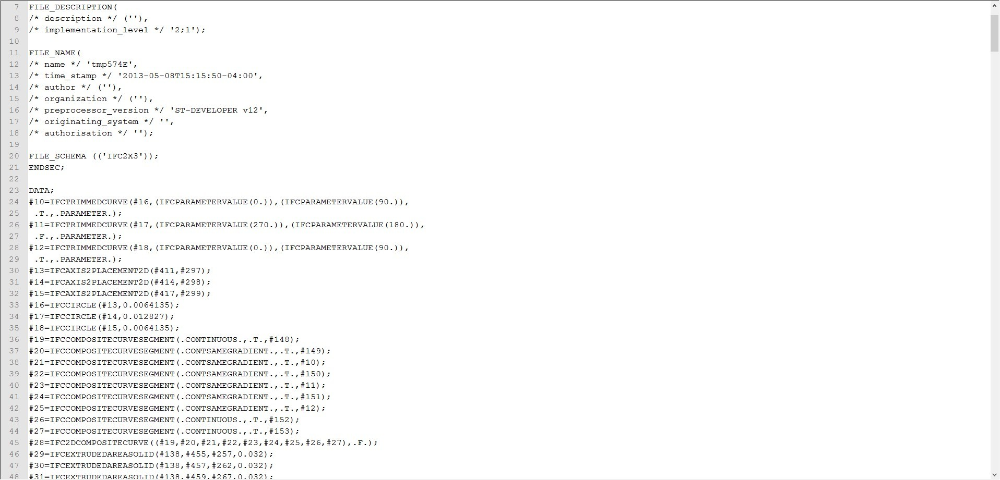 7 FILE_DESCRIPTION(
8 /* description */ (''),
9 /* implementation_level */ '2;1');
10
11 FILE_NAME(
12 /* name */ 'tmp574E',
13 /* time_stamp */ '2013-05-08T15:15:50-04:00',
14 /* author */ (''),
15 /* organization */ (''),
16 /* preprocessor_version */ 'ST-DEVELOPER v12',
17 /* originating_system */ '',
18 /* authorisation */ '');
19
20 FILE_SCHEMA (('IFC2X3'));
21 ENDSEC;
22
23 DATA;
24 #10=IFCTRIMMEDCURVE(#16,(IFCPARAMETERVALUE(0.)),(IFCPARAMETERVALUE(90.)),
25 .T.,.PARAMETER.);
26 #11=IFCTRIMMEDCURVE(#17,(IFCPARAMETERVALUE(270.)),(IFCPARAMETERVALUE(180.)),
27 .F.,.PARAMETER.);
28 #12=IFCTRIMMEDCURVE(#18,(IFCPARAMETERVALUE(0.)),(IFCPARAMETERVALUE(90.)),
29 .T.,.PARAMETER.);
30 #13=IFCAXIS2PLACEMENT2D(#411,#297);
31 #14=IFCAXIS2PLACEMENT2D(#414,#298);
32 #15=IFCAXIS2PLACEMENT2D(#417,#299);
33 #16=IFCCIRCLE(#13,0.0064135);
34 #17=IFCCIRCLE(#14,0.012827);
35 #18=IFCCIRCLE(#15,0.0064135);
36 #19=IFCCOMPOSITECURVESEGMENT(.CONTINUOUS.,.T.,#148);
37 #20=IFCCOMPOSITECURVESEGMENT(.CONTSAMEGRADIENT.,.T.,#149);
38 #21=IFCCOMPOSITECURVESEGMENT(.CONTSAMEGRADIENT.,.T.,#10);
39 #22=IFCCOMPOSITECURVESEGMENT(.CONTSAMEGRADIENT.,.T.,#150);
40 #23=IFCCOMPOSITECURVESEGMENT(.CONTSAMEGRADIENT.,.T.,#11);
41 #24=IFCCOMPOSITECURVESEGMENT(.CONTSAMEGRADIENT.,.T.,#151);
42 #25=IFCCOMPOSITECURVESEGMENT(.CONTSAMEGRADIENT.,.T.,#12);
43 #26=IFCCOMPOSITECURVESEGMENT(.CONTINUOUS.,.T.,#152);
44 #27=IFCCOMPOSITECURVESEGMENT(.CONTINUOUS.,.T.,#153);
45 #28=IFC2DCOMPOSITECURVE((#19,#20,#21,#22,#23,#24,#25,#26,#27),.F.);
46 #29=IFCEXTRUDEDAREASOLID(#138,#455,#257,0.032);
47 #30=IFCEXTRUDEDAREASOLID(#138,#457,#262,0.032);
48 #31=IFCEXTRUDEDAREASOLID(#138,#459,#267,0.032);